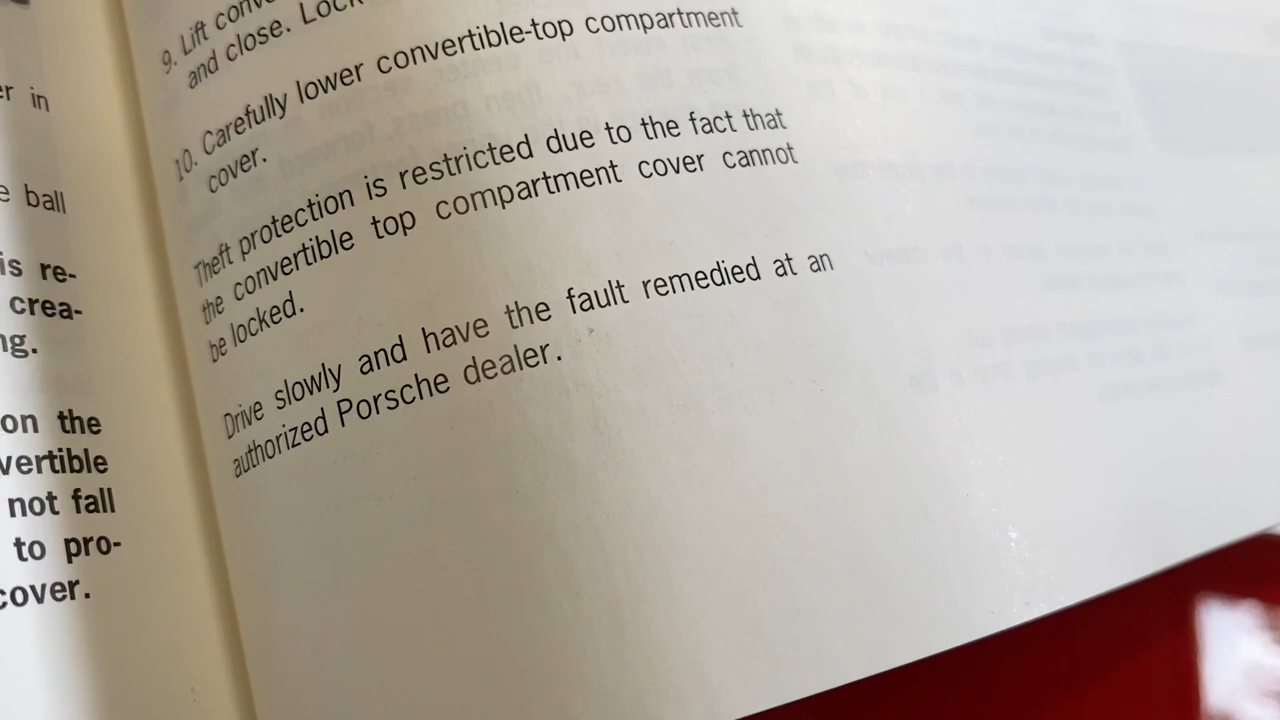 er in
e ball
is re-
crea-
ng.
on the
vertible
not fall
to pro-
cover.
9. Lift conve
and close. Lock
10. Carefully lower convertible-top compartment
cover.
Theft protection is restricted due to the fact that
the convertible top compartment cover cannot
be locked.
Drive slowly and have the fault remedied at an
authorized Porsche dealer.